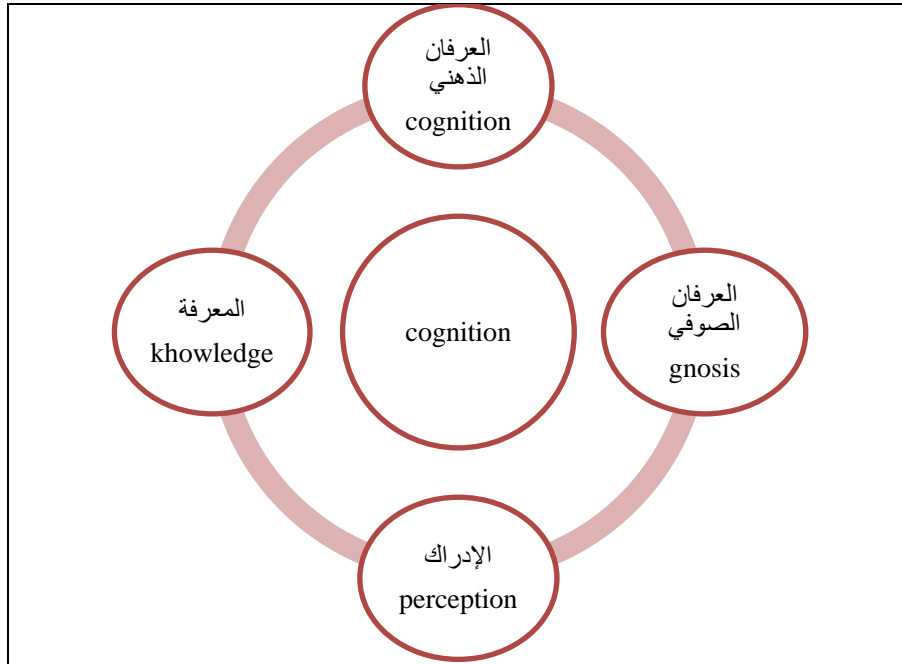 العرفان
الذهني
cognition
العرفان
الصوفي
gnosis
الإدراك
perception
المعرفة
khowledge
cognition